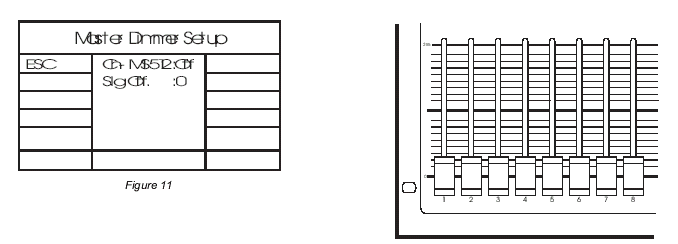 Master Dimmer Setup
ESC
Ch- MS512:Off
Sig.Off. :0
Figure 11
1 2 3 4 5 6 7 8